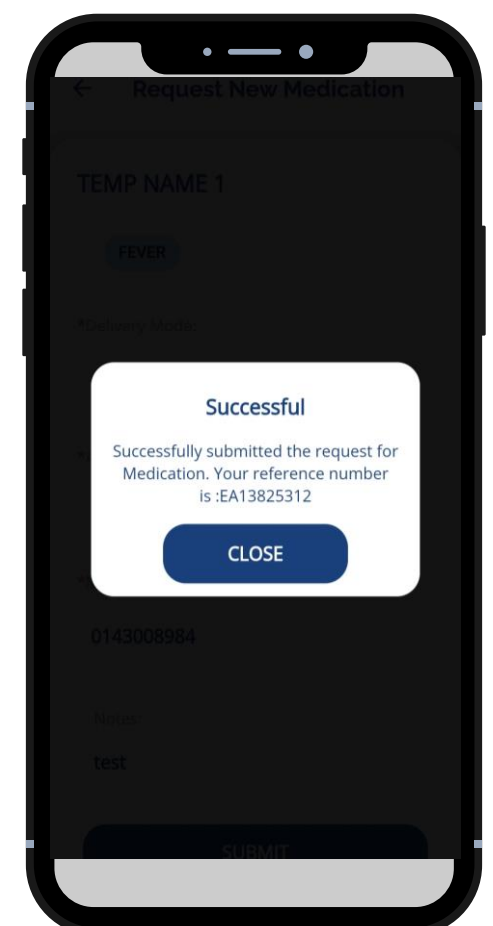 Request New Medication
TEMP NAME 1
FEVER
*Delivery Mode:
Successful
Successfully submitted the request for
Medication. Your reference number
is :EA13825312
CLOSE
0143008984
test
SUBMIT